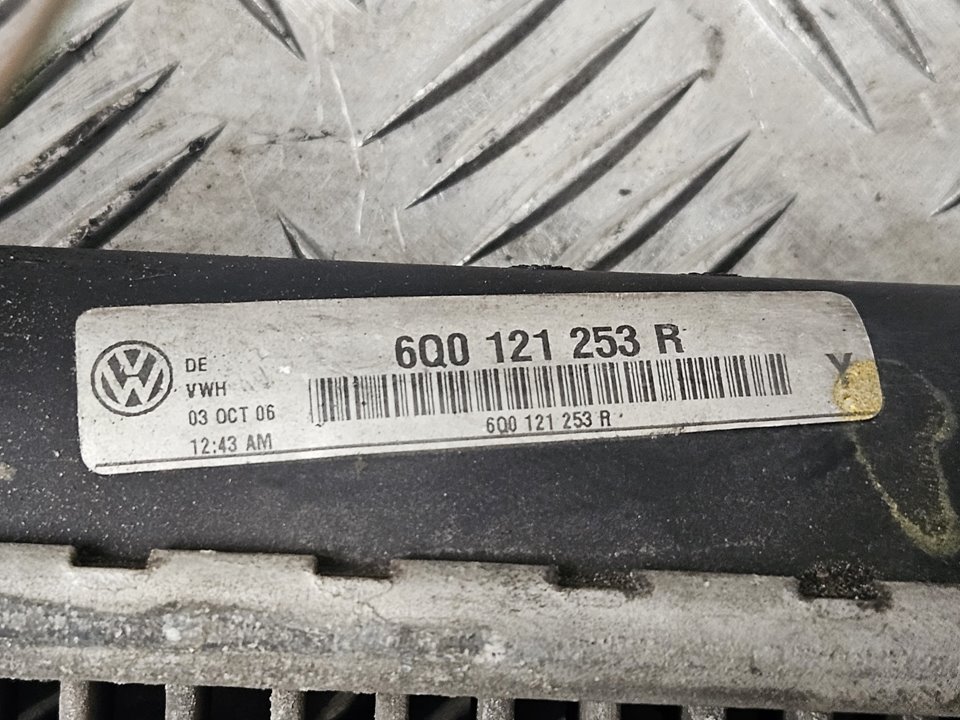 6Q0 121 253 R
DE
VWH
03 OCT 06
12:43 AM
6Q0 121 253 R
Y